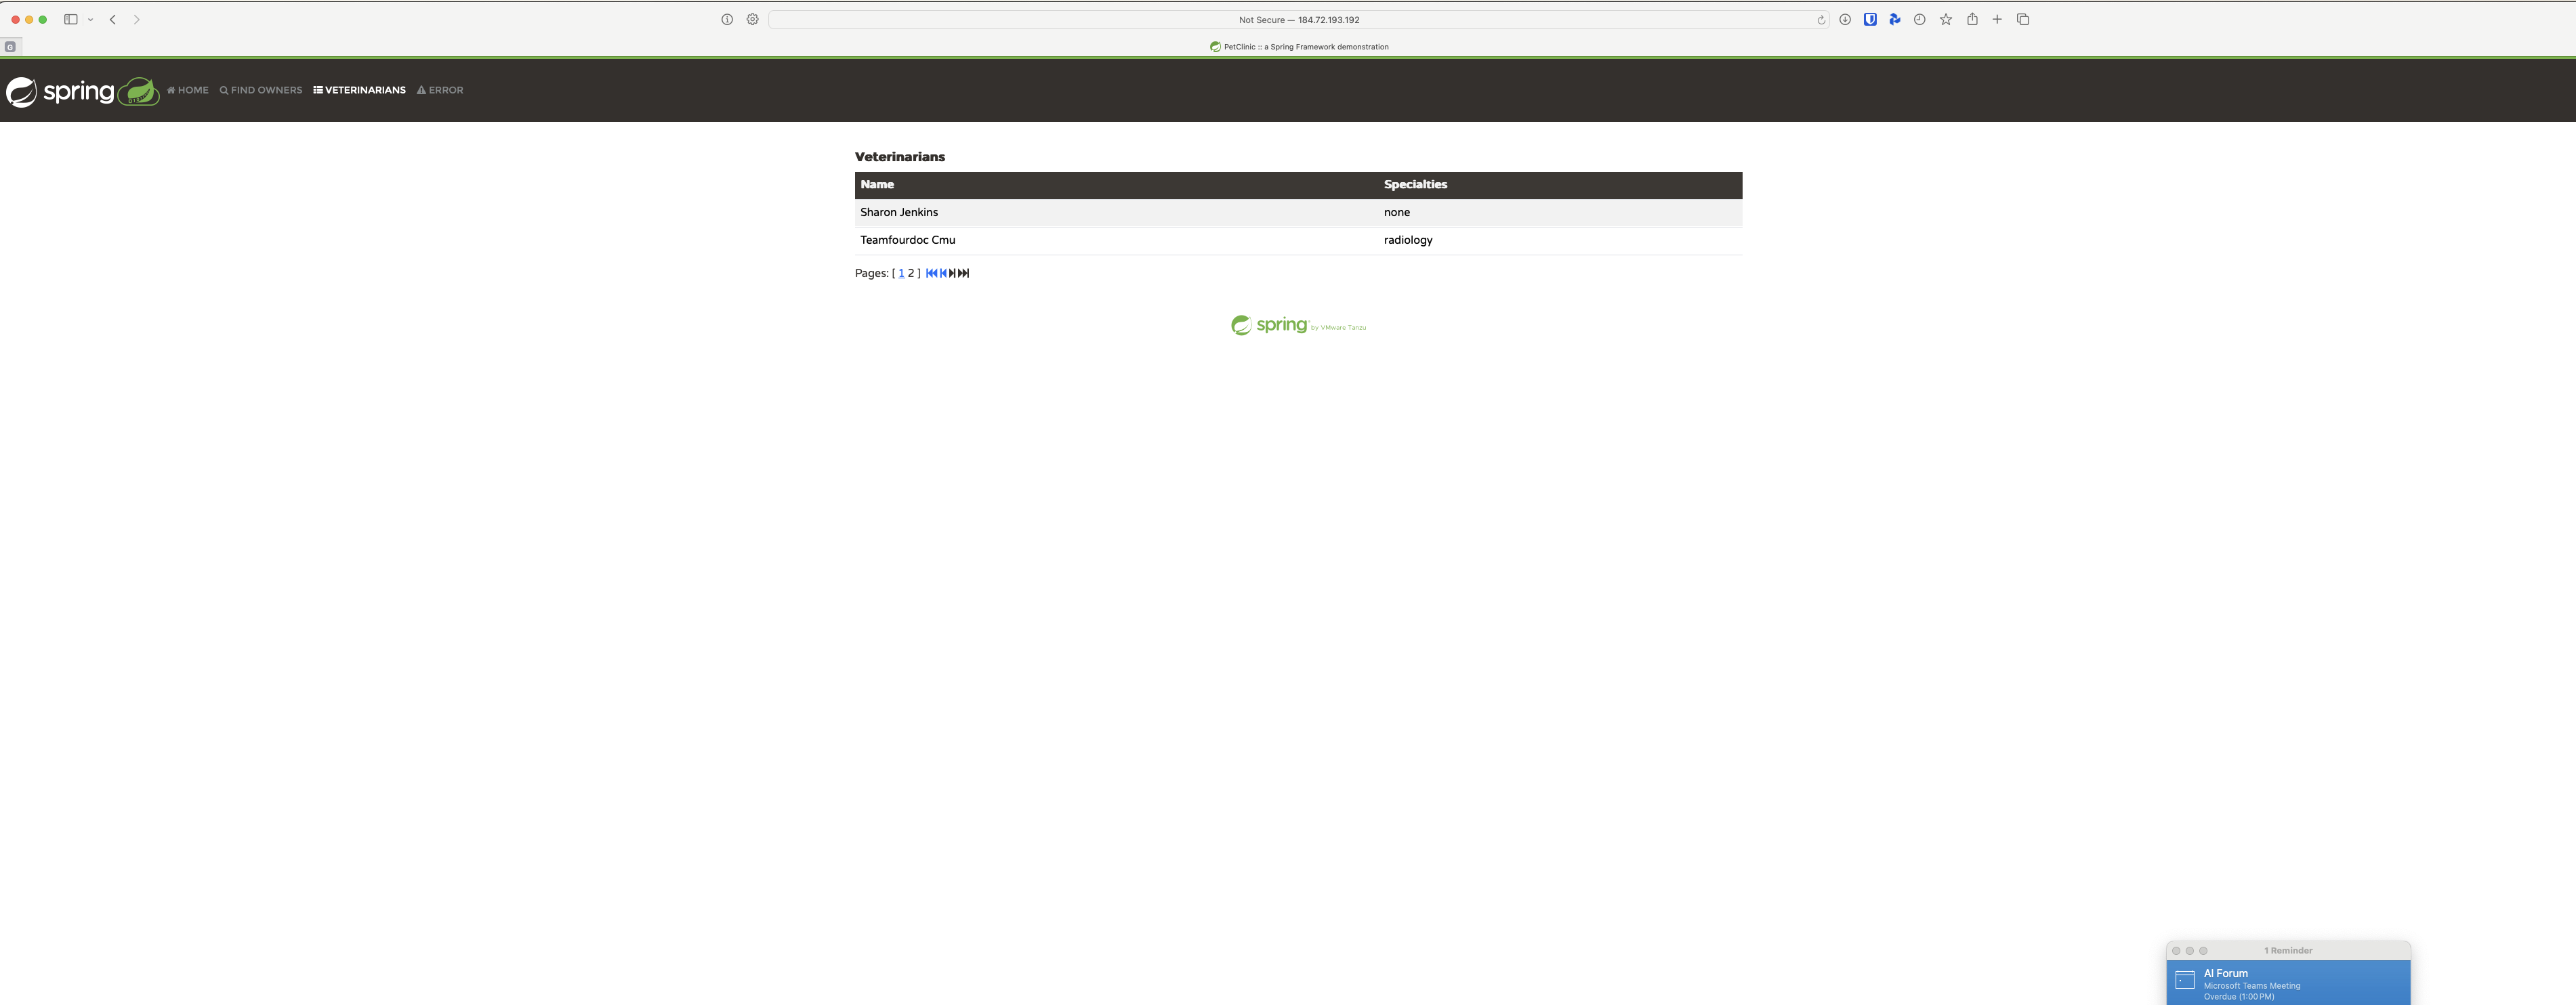 Not Secure — 184.72.193.192
G
PetClinic :: a Spring Framework demonstration
spring HOME FIND OWNERS VETERINARIANS ERROR
Veterinarians
Name Specialties
Sharon Jenkins none
Teamfourdoc Cmu radiology
Pages: [ 1 2 ]
spring by VMware Tanzu
1 Reminder
AI Forum
Microsoft Teams Meeting
Overdue (1:00 PM)